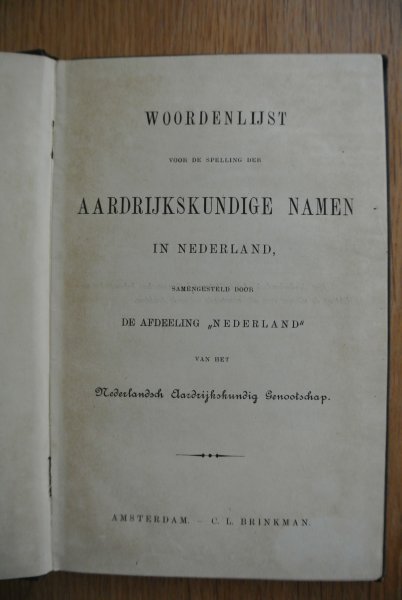 WOORDENLIJST
VOOR DE SPELLING DER
AARDRIJKSKUNDIGE NAMEN
IN NEDERLAND,
SAMENGESTELD DOOR
DE AFDEELING „NEDERLAND”
VAN HET
Nederlandsch Aardrijkskundig Genootschap.
AMSTERDAM. – C. L. BRINKMAN.